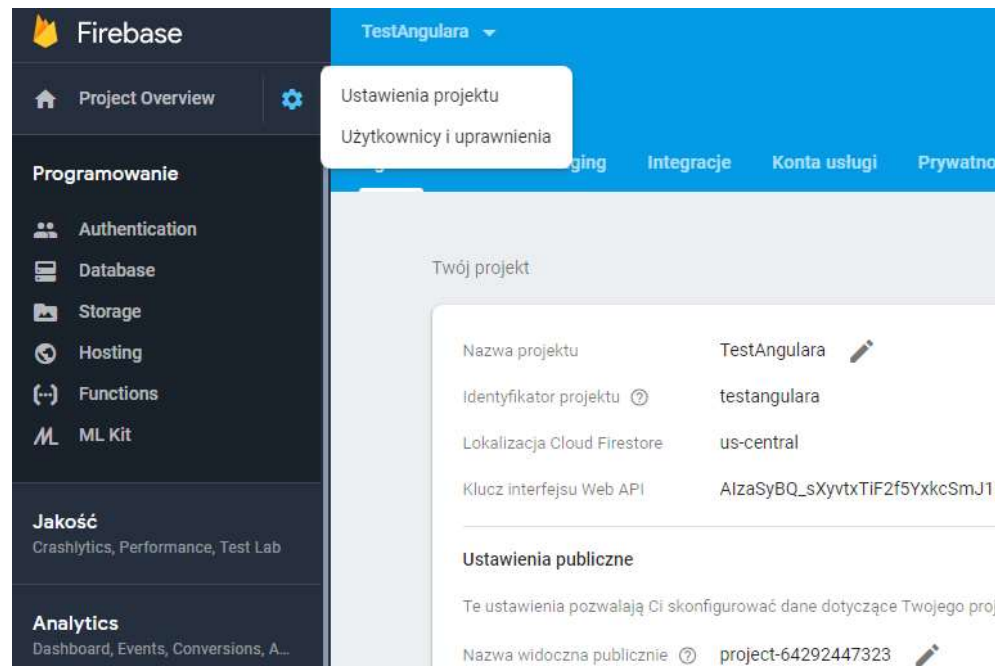 Firebase
TestAngulara
Project Overview
Ustawienia projektu
Użytkownicy i uprawnienia
Integracje
Konta usługi
Programowanie
Authentication
Database
Storage
Hosting
Functions
ML Kit
Jakość
Crashlytics, Performance, Test Lab
Analytics
Dashboard, Events, Conversions, A...
Twój projekt
Nazwa projektu TestAngulara
Identyfikator projektu testangulara
Lokalizacja Cloud Firestore us-central
Klucz interfejsu Web API AIzaSyBQ_sXyvtxTiF2f5YxkcSmJ1
Ustawienia publiczne
Te ustawienia pozwalają Ci skonfigurować dane dotyczące Twojego proj
Nazwa widoczna publicznie project-64292447323